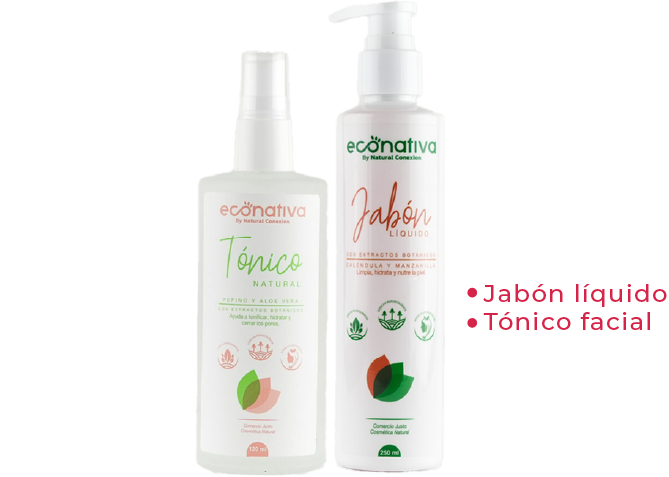 econativa
By Natural Conexion
Tónico
NATURAL
PEPINO Y ALOE VERA
CON EXTRACTOS BOTÁNICOS
Ayuda a tonificar, hidratar y
cerrar los poros.
Comercio Justo
Cosmética Natural
120 ml
econativa
By Natural Conexion
Jabón
LÍQUIDO
CON EXTRACTOS BOTÁNICOS
CALÉNDULA Y MANZANILLA
Limpia, hidrata y nutre la piel
Comercio Justo
Cosmética Natural
250 ml
Jabón líquido
Tónico facial